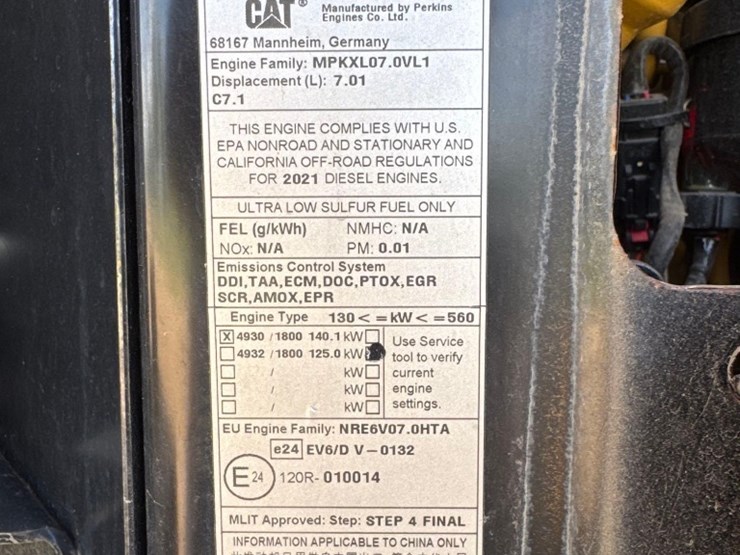 CAT®
Manufactured by Perkins
Engines Co. Ltd.
68167 Mannheim, Germany
Engine Family: MPKXL07.0VL1
Displacement (L): 7.01
C7.1
THIS ENGINE COMPLIES WITH U.S.
EPA NONROAD AND STATIONARY AND
CALIFORNIA OFF-ROAD REGULATIONS
FOR 2021 DIESEL ENGINES.
ULTRA LOW SULFUR FUEL ONLY
FEL (g/kWh) NMHC: N/A
NOx: N/A PM: 0.01
Emissions Control System
DDI,TAA,ECM,DOC,PTOX,EGR
SCR,AMOX,EPR
Engine Type 130 < = kW < = 560
X 4930 / 1800 140.1 kW
4932 / 1800 125.0 kW
/ kW
/ kW
/ kW
Use Service
tool to verify
current
engine
settings.
EU Engine Family: NRE6V07.0HTA
e24 EV6/D V – 0132
E 24 120R- 010014
MLIT Approved: Step: STEP 4 FINAL
INFORMATION APPLICABLE TO CHINA ONLY